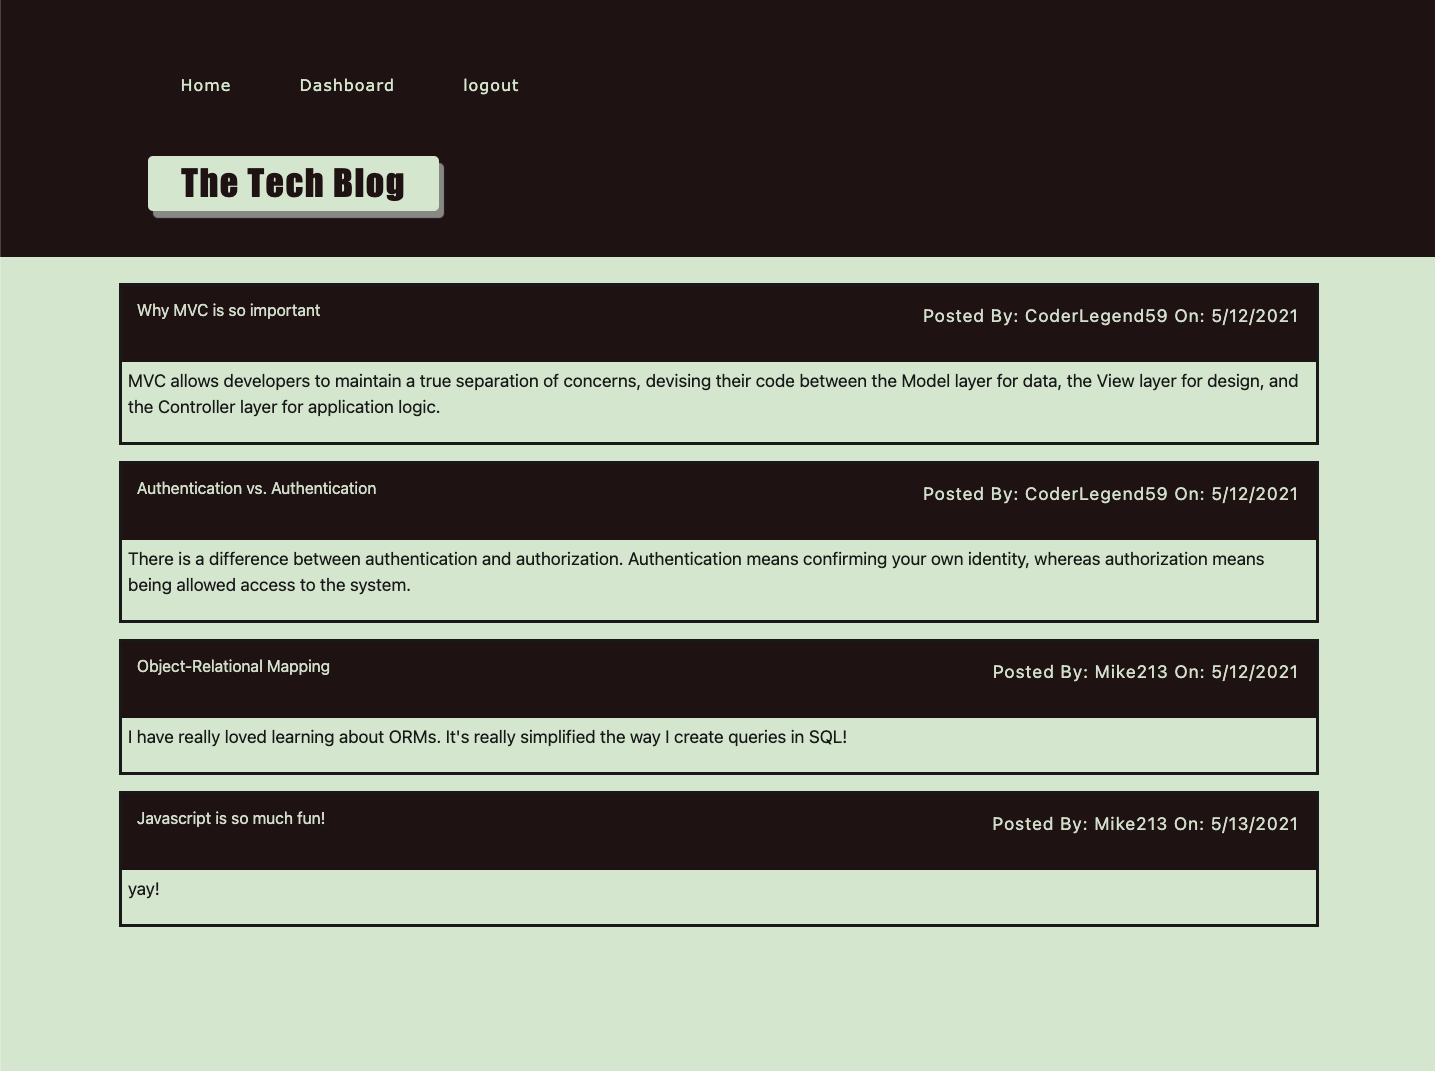 Home Dashboard logout
The Tech Blog
Why MVC is so important
Posted By: CoderLegend59 On: 5/12/2021
MVC allows developers to maintain a true separation of concerns, devising their code between the Model layer for data, the View layer for design, and
the Controller layer for application logic.
Authentication vs. Authentication
Posted By: CoderLegend59 On: 5/12/2021
There is a difference between authentication and authorization. Authentication means confirming your own identity, whereas authorization means
being allowed access to the system.
Object-Relational Mapping
Posted By: Mike213 On: 5/12/2021
I have really loved learning about ORMs. It's really simplified the way I create queries in SQL!
Javascript is so much fun!
Posted By: Mike213 On: 5/13/2021
yay!